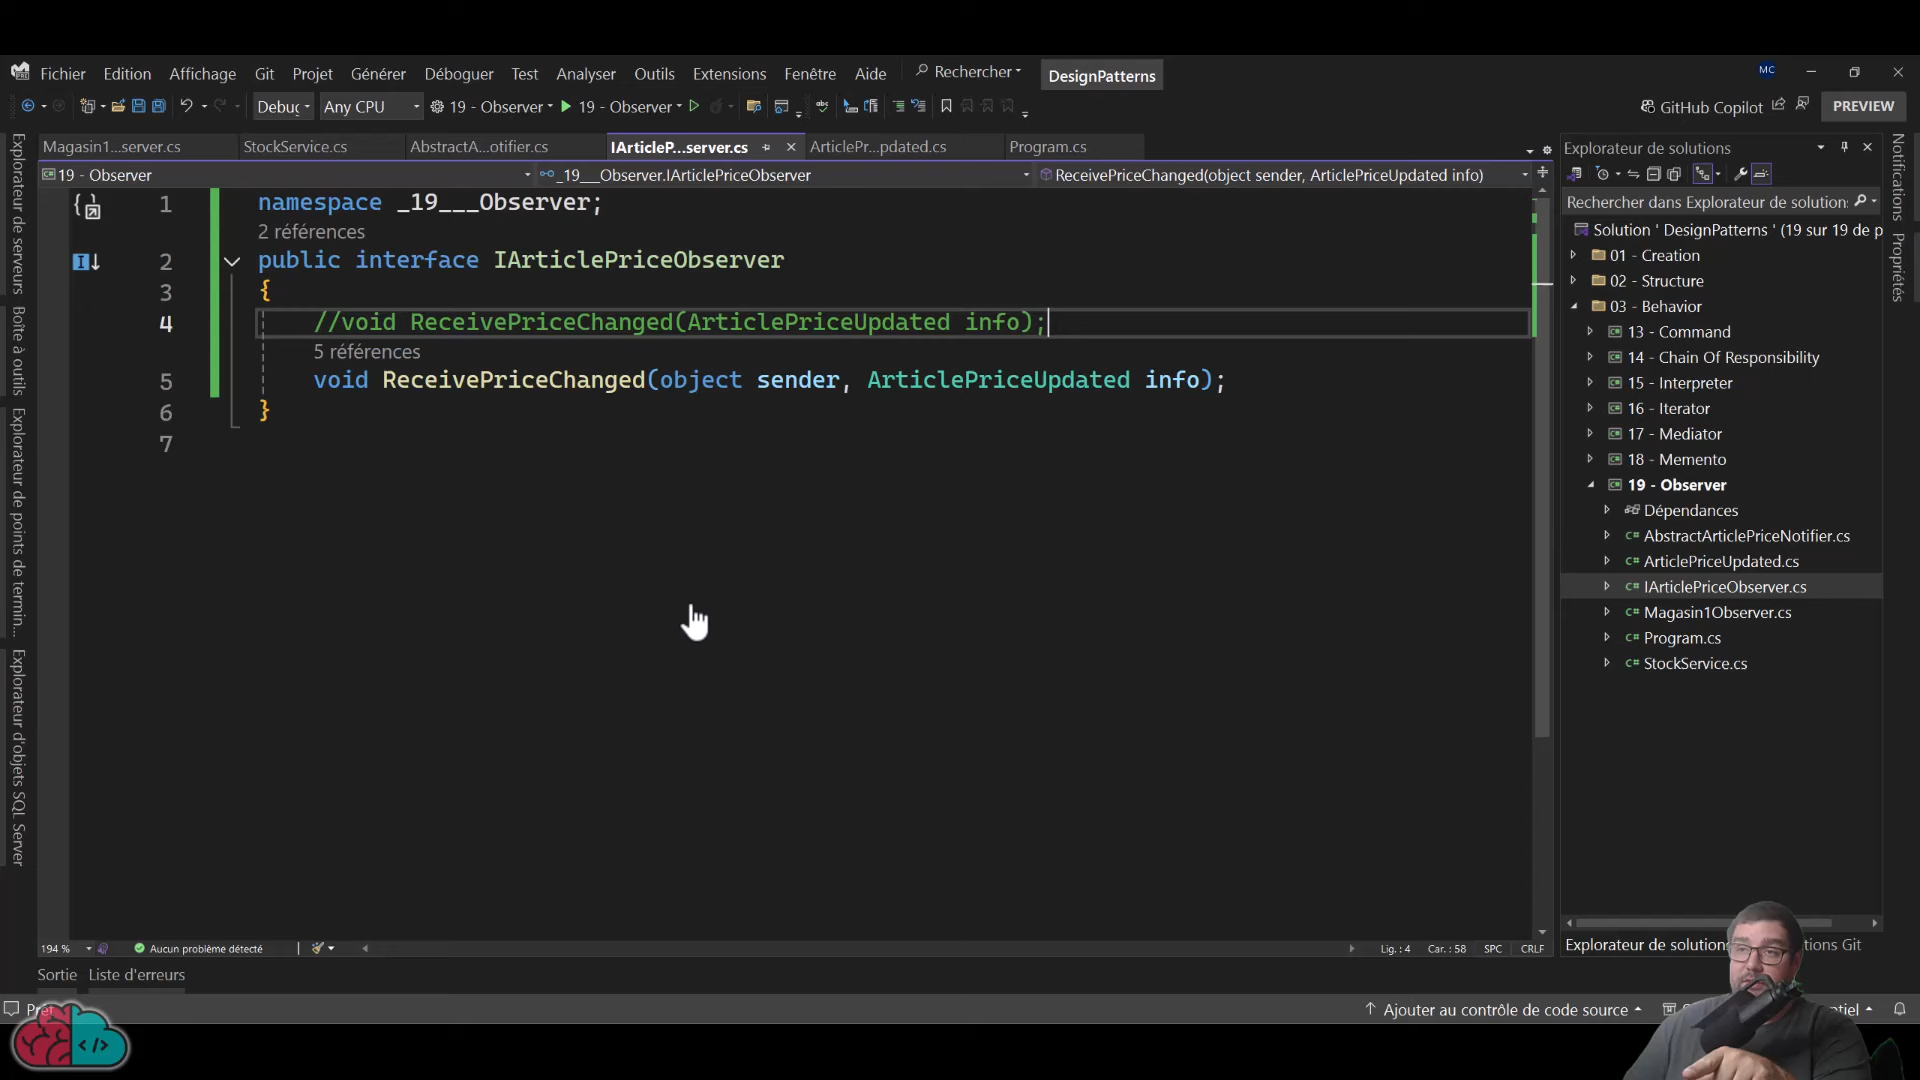 Fichier Edition Affichage Git Projet Générer Déboguer Test Analyser Outils Extensions Fenêtre Aide Rechercher DesignPatterns MC
Debug Any CPU 19 - Observer 19 - Observer GitHub Copilot PREVIEW
Magasin1...server.cs StockService.cs AbstractA...otifier.cs IArticleP...server.cs ArticlePr...pdated.cs Program.cs
19 - Observer _19___Observer.IArticlePriceObserver ReceivePriceChanged(object sender, ArticlePriceUpdated info)
1 namespace _19___Observer;
2 références
2 public interface IArticlePriceObserver
3 {
4 //void ReceivePriceChanged(ArticlePriceUpdated info);
5 références
5 void ReceivePriceChanged(object sender, ArticlePriceUpdated info);
6 }
7
194 % Aucun problème détecté Lig. : 4 Car. : 58 SPC CRLF
Sortie Liste d'erreurs
Explorateur de serveurs
Boîte à outils
Explorateur de points de termin...
Explorateur d'objets SQL Server
Explorateur de solutions
Rechercher dans Explorateur de solutions
Solution ' DesignPatterns ' (19 sur 19 de p
01 - Creation
02 - Structure
03 - Behavior
13 - Command
14 - Chain Of Responsibility
15 - Interpreter
16 - Iterator
17 - Mediator
18 - Memento
19 - Observer
Dépendances
C# AbstractArticlePriceNotifier.cs
C# ArticlePriceUpdated.cs
C# IArticlePriceObserver.cs
C# Magasin1Observer.cs
C# Program.cs
C# StockService.cs
Explorateur de solutions Git
Notifications
Propriétés
Ajouter au contrôle de code source